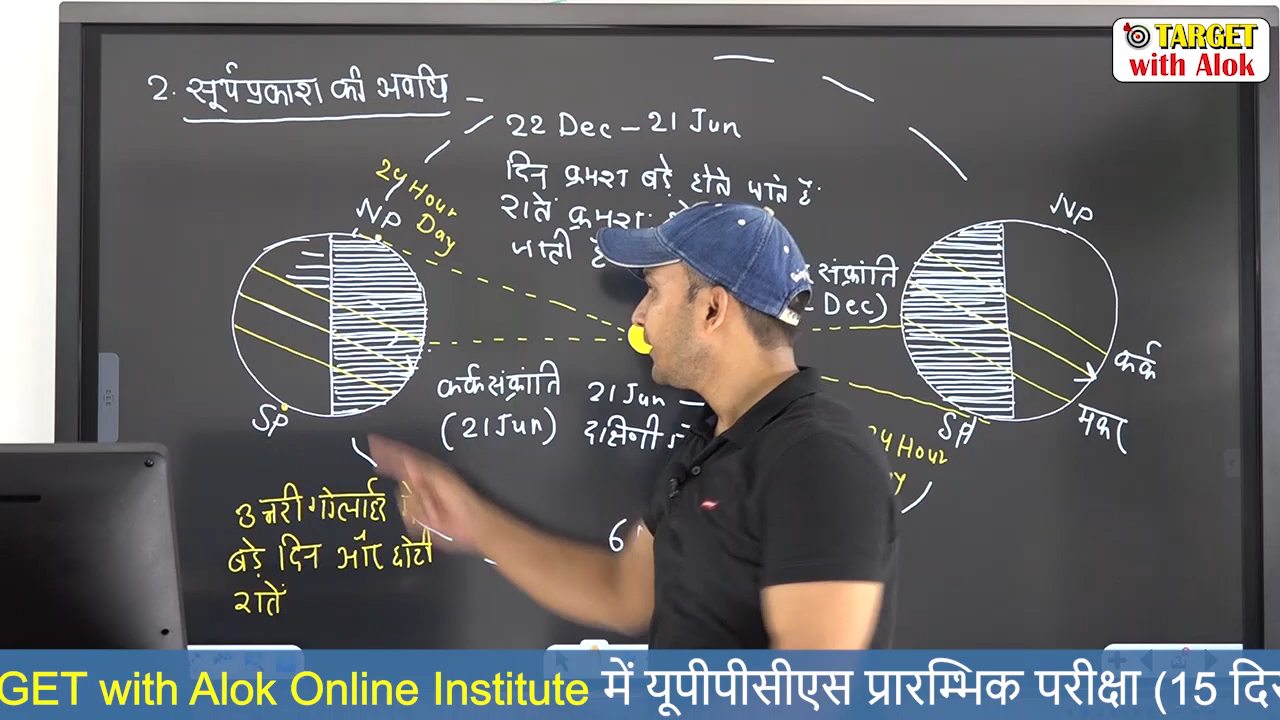 TARGET
with Alok
2. सूर्यप्रकाश की अवधि -
22 Dec - 21 Jun
दिन क्रमश बड़े होते जाते हैं
रातें क्रमश:
जाती है
24 Hour
Day
NP
SP
NP
SP
संक्रांति
Dec)
कर्क
मकर
कर्क संक्रांति
(21 Jun)
21 Jun -
दक्षिणी
24 Hour
6
उत्तरी गोलार्द्ध
बड़े दिन और छोटी
रातें
GET with Alok Online Institute में यूपीपीसीएस प्रारम्भिक परीक्षा (15